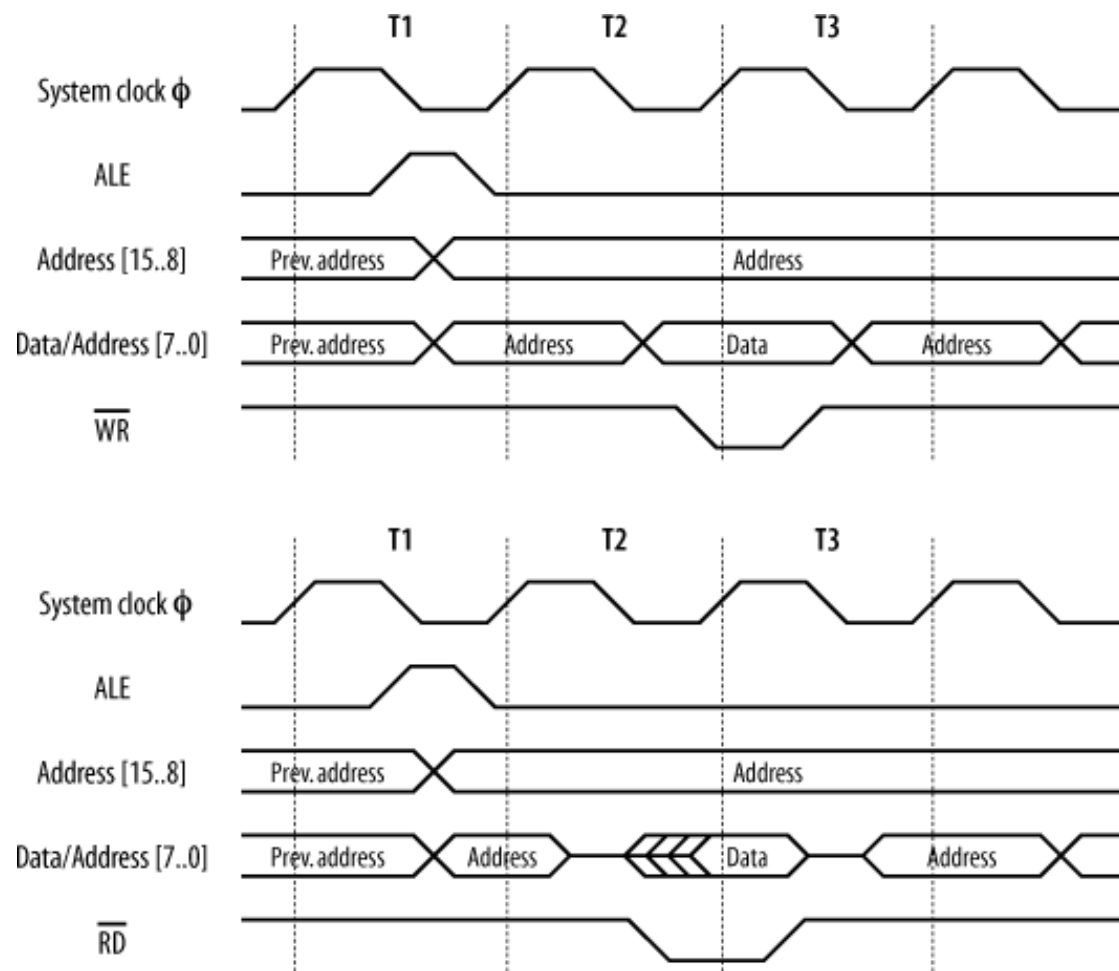 T1 T2 T3
System clock ϕ
ALE
Address [15..8] Prev. address Address
Data/Address [7..0] Prev. address Address Data Address
W̅R̅
T1 T2 T3
System clock ϕ
ALE
Address [15..8] Prev. address Address
Data/Address [7..0] Prev. address Address Data Address
R̅D̅